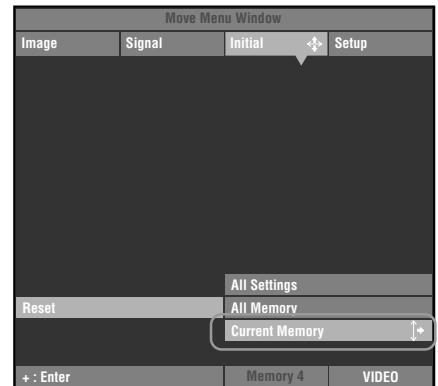 Move Menu Window
Image Signal Initial Setup
All Settings
Reset All Memory
Current Memory
+ : Enter Memory 4 VIDEO